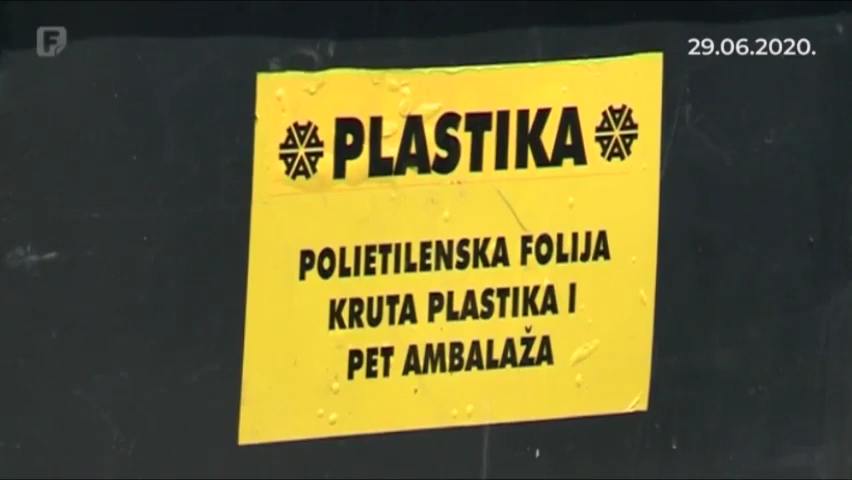 F
29.06.2020.
PLASTIKA
POLIETILENSKA FOLIJA
KRUTA PLASTIKA I
PET AMBALAŽA